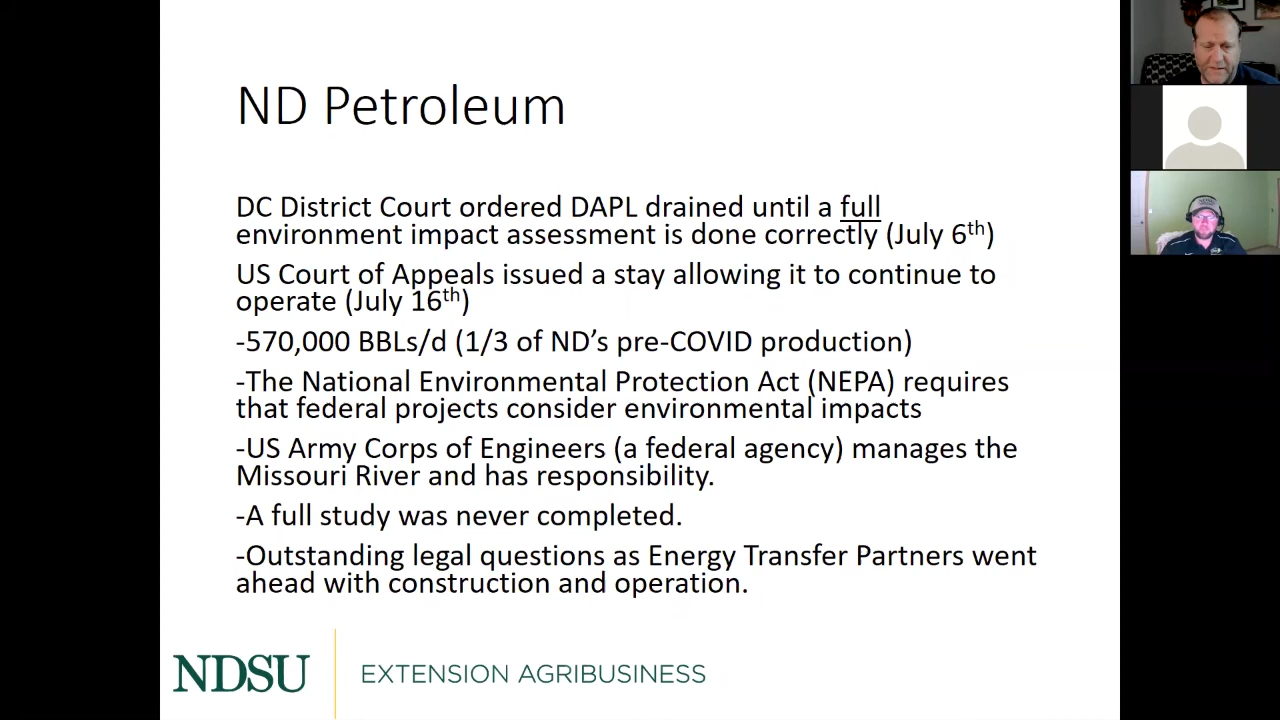 ND Petroleum
DC District Court ordered DAPL drained until a full
environment impact assessment is done correctly (July 6th)
US Court of Appeals issued a stay allowing it to continue to
operate (July 16th)
-570,000 BBLs/d (1/3 of ND’s pre-COVID production)
-The National Environmental Protection Act (NEPA) requires
that federal projects consider environmental impacts
-US Army Corps of Engineers (a federal agency) manages the
Missouri River and has responsibility.
-A full study was never completed.
-Outstanding legal questions as Energy Transfer Partners went
ahead with construction and operation.
NDSU EXTENSION AGRIBUSINESS